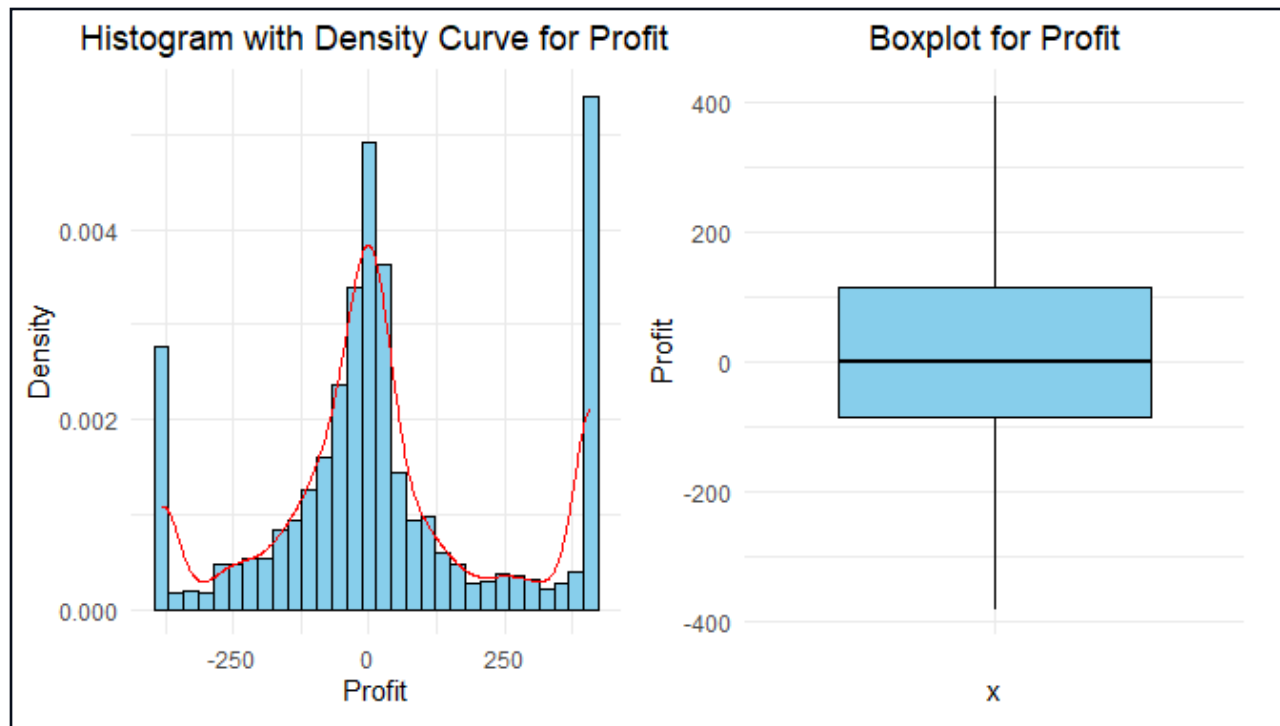 Histogram with Density Curve for Profit
Density
0.004
0.002
0.000
-250
0
250
Profit
Boxplot for Profit
Profit
400
200
0
-200
-400
x